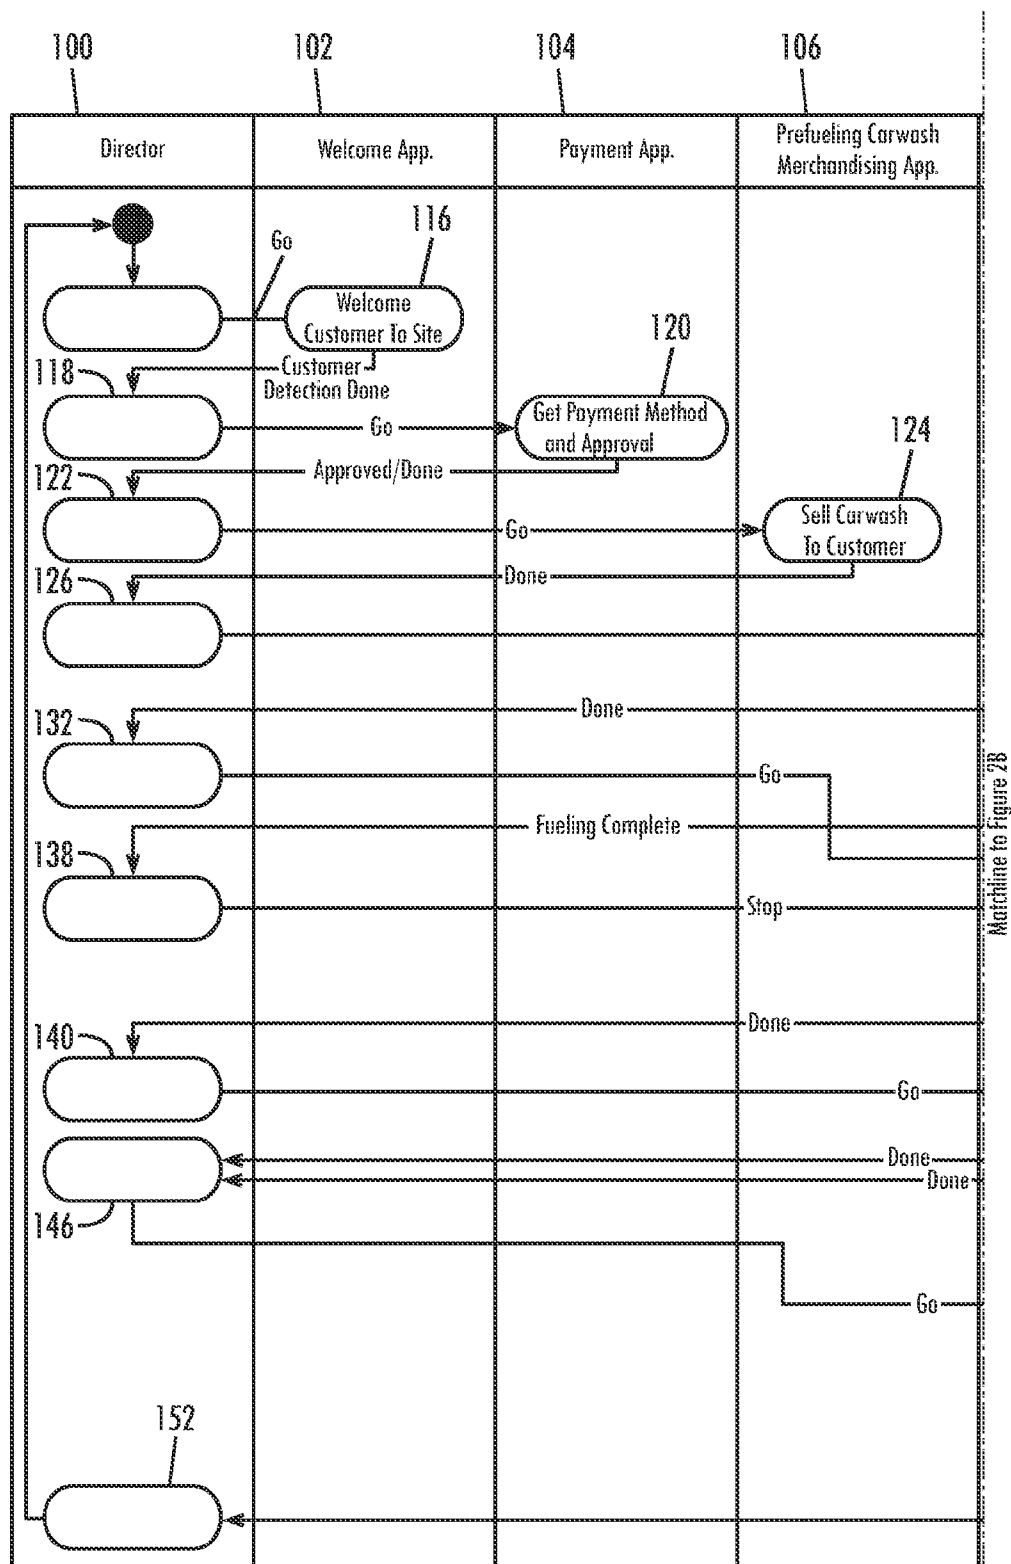 100
102
104
106
Director
Welcome App.
Payment App.
Prefueling Carwash
Merchandising App.
116
Go
Welcome
Customer To Site
120
118
Customer
Detection Done
Go
Get Payment Method
and Approval
124
122
Approved/Done
Go
Sell Carwash
To Customer
126
Done
132
Done
Go
Fueling Complete
138
Stop
Matchline to Figure 2B
140
Done
Go
Done
Done
146
Go
152